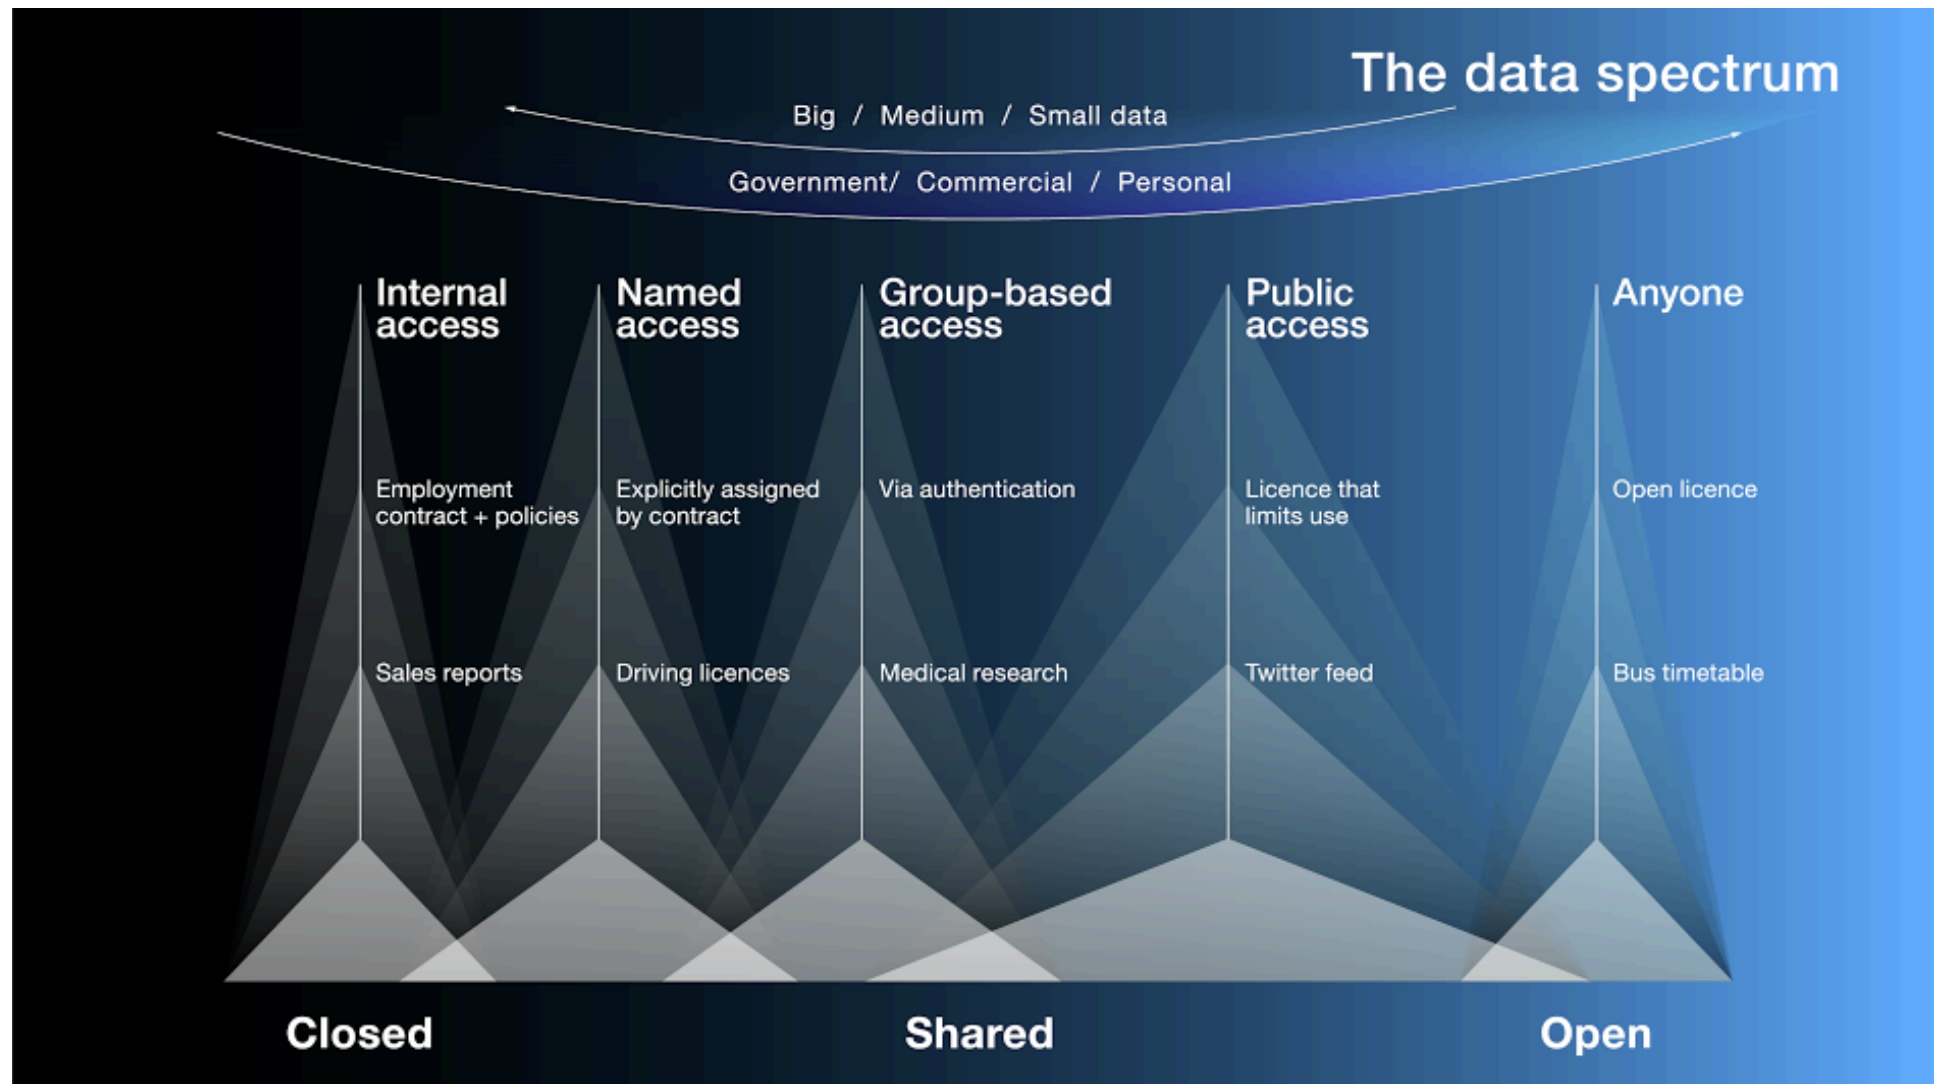 The data spectrum
Big / Medium / Small data
Government/ Commercial / Personal
Internal
access
Named
access
Group-based
access
Public
access
Anyone
Employment
contract + policies
Explicitly assigned
by contract
Via authentication
Licence that
limits use
Open licence
Sales reports
Driving licences
Medical research
Twitter feed
Bus timetable
Closed
Shared
Open